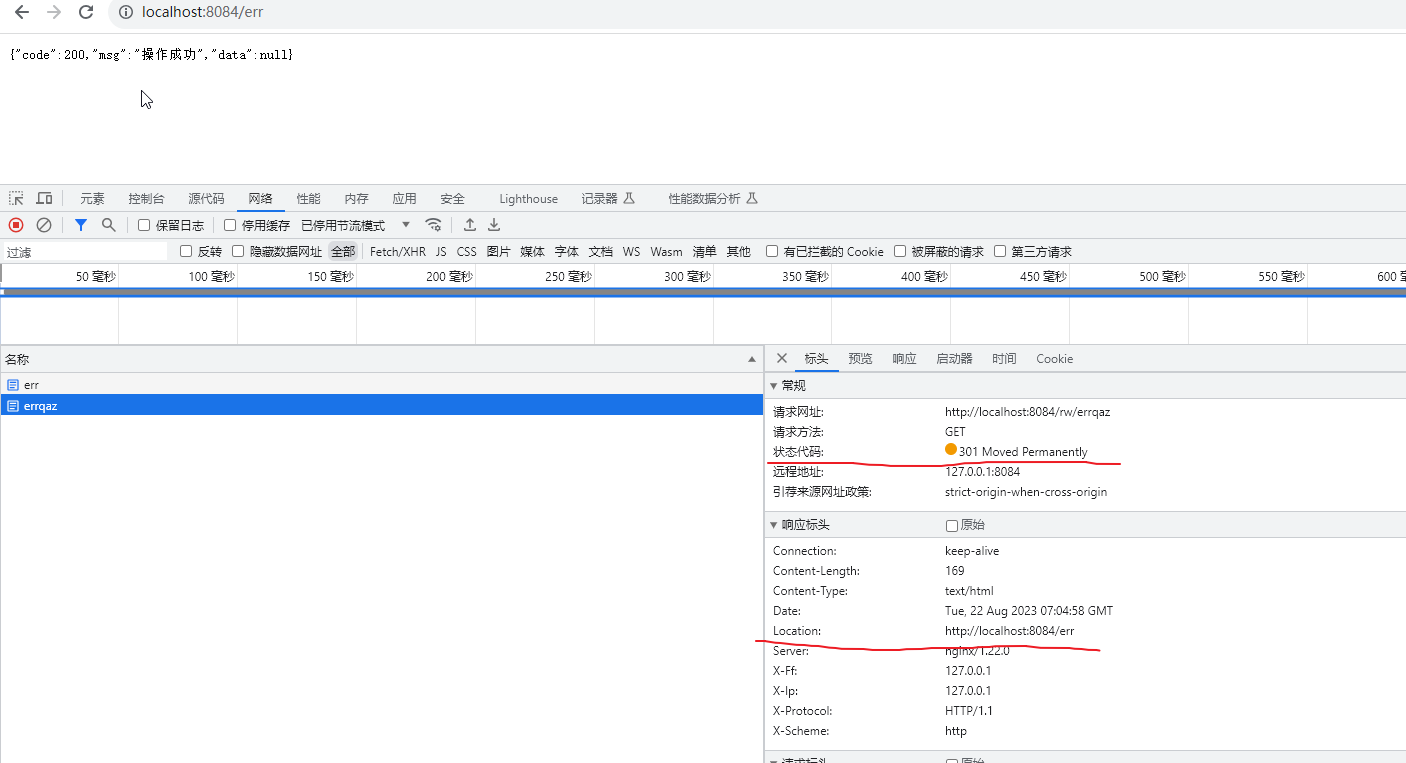 localhost:8084/err
{"code":200,"msg":"操作成功","data":null}
元素 控制台 源代码 网络 性能 内存 应用 安全 Lighthouse 记录器 性能数据分析
保留日志 停用缓存 已停用节流模式
过滤 反转 隐藏数据网址 全部 Fetch/XHR JS CSS 图片 媒体 字体 文档 WS Wasm 清单 其他 有已拦截的 Cookie 被屏蔽的请求 第三方请求
50 毫秒 100 毫秒 150 毫秒 200 毫秒 250 毫秒 300 毫秒 350 毫秒 400 毫秒 450 毫秒 500 毫秒 550 毫秒 600 毫
名称
err
errqaz
标头 预览 响应 启动器 时间 Cookie
常规
请求网址: http://localhost:8084/rw/errqaz
请求方法: GET
状态代码: 301 Moved Permanently
远程地址: 127.0.0.1:8084
引荐来源网址政策: strict-origin-when-cross-origin
响应标头 原始
Connection: keep-alive
Content-Length: 169
Content-Type: text/html
Date: Tue, 22 Aug 2023 07:04:58 GMT
Location: http://localhost:8084/err
Server: nginx/1.22.0
X-Ff: 127.0.0.1
X-Ip: 127.0.0.1
X-Protocol: HTTP/1.1
X-Scheme: http
请求标头 原始